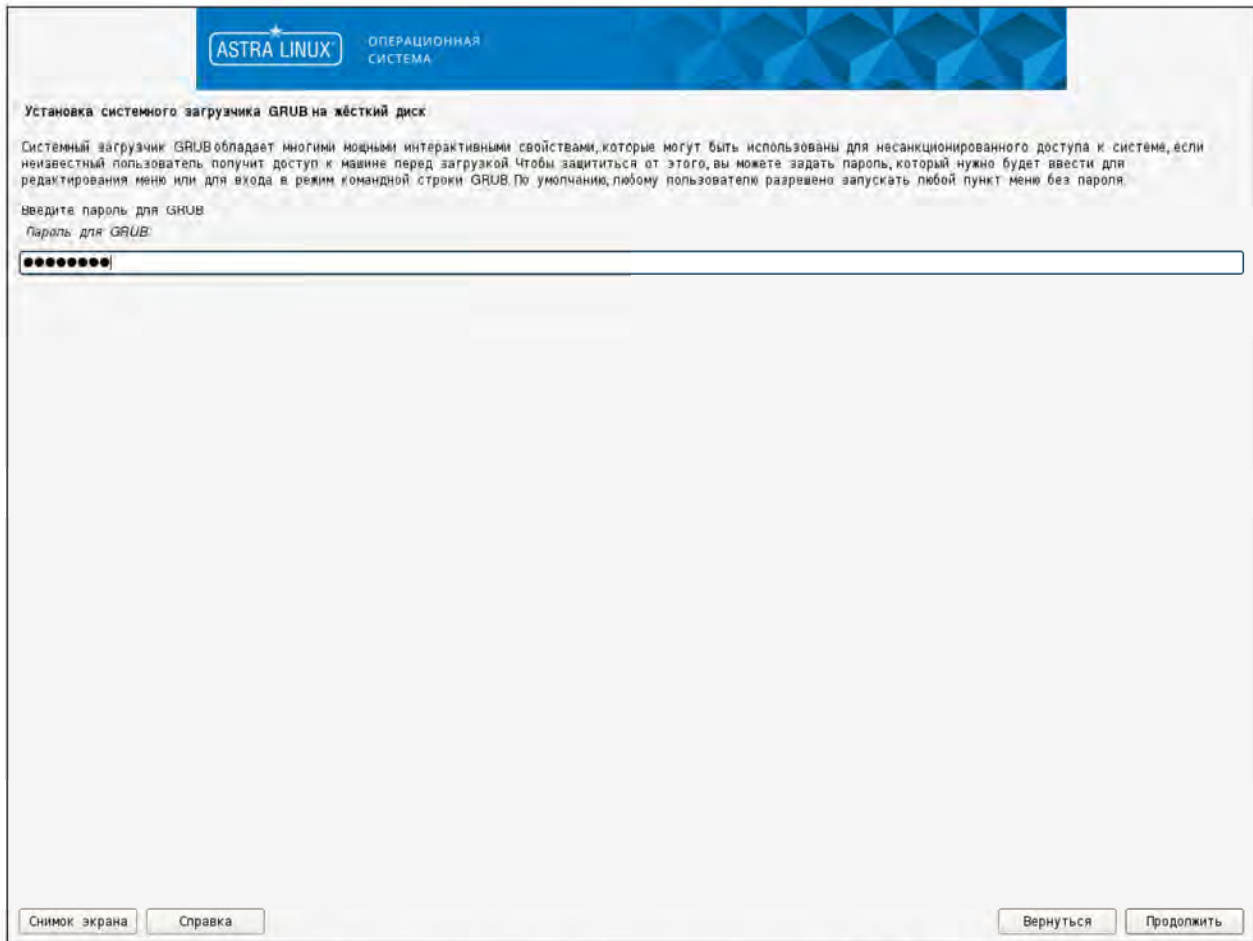 ASTRA LINUX
ОПЕРАЦИОННАЯ
СИСТЕМА
Установка системного загрузчика GRUB на жёсткий диск
Системный загрузчик GRUB обладает многими мощными интерактивными свойствами, которые могут быть использованы для несанкционированного доступа к системе, если
неизвестный пользователь получит доступ к машине перед загрузкой. Чтобы защититься от этого, вы можете задать пароль, который нужно будет ввести для
редактирования меню или для входа в режим командной строки GRUB. По умолчанию, любому пользователю разрешено запускать любой пункт меню без пароля.
Введите пароль для GRUB
Пароль для GRUB:
●●●●●●●●
Снимок экрана
Справка
Вернуться
Продолжить